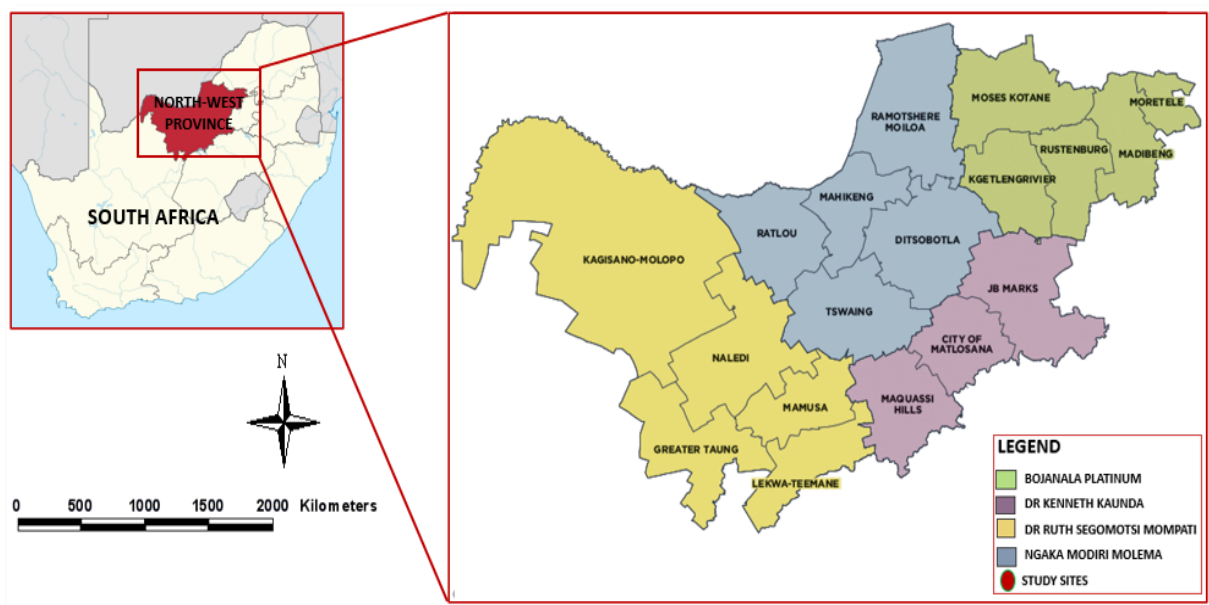 NORTH-WEST
PROVINCE
SOUTH AFRICA
N
0 500 1000 1500 2000 Kilometers
RAMOTSHERE
MOILOA
MOSES KOTANE
MORETELE
RUSTENBURG
MADIBENG
KGETLENGRIVIER
MAHIKENG
RATLOU
DITSOBOTLA
KAGISANO-MOLOPO
JB MARKS
TSWAING
CITY OF
MATLOSANA
NALEDI
MAQUASSI
HILLS
MAMUSA
GREATER TAUNG
LEKWA-TEEMANE
LEGEND
BOJANALA PLATINUM
DR KENNETH KAUNDA
DR RUTH SEGOMOTSI MOMPATI
NGAKA MODIRI MOLEMA
STUDY SITES